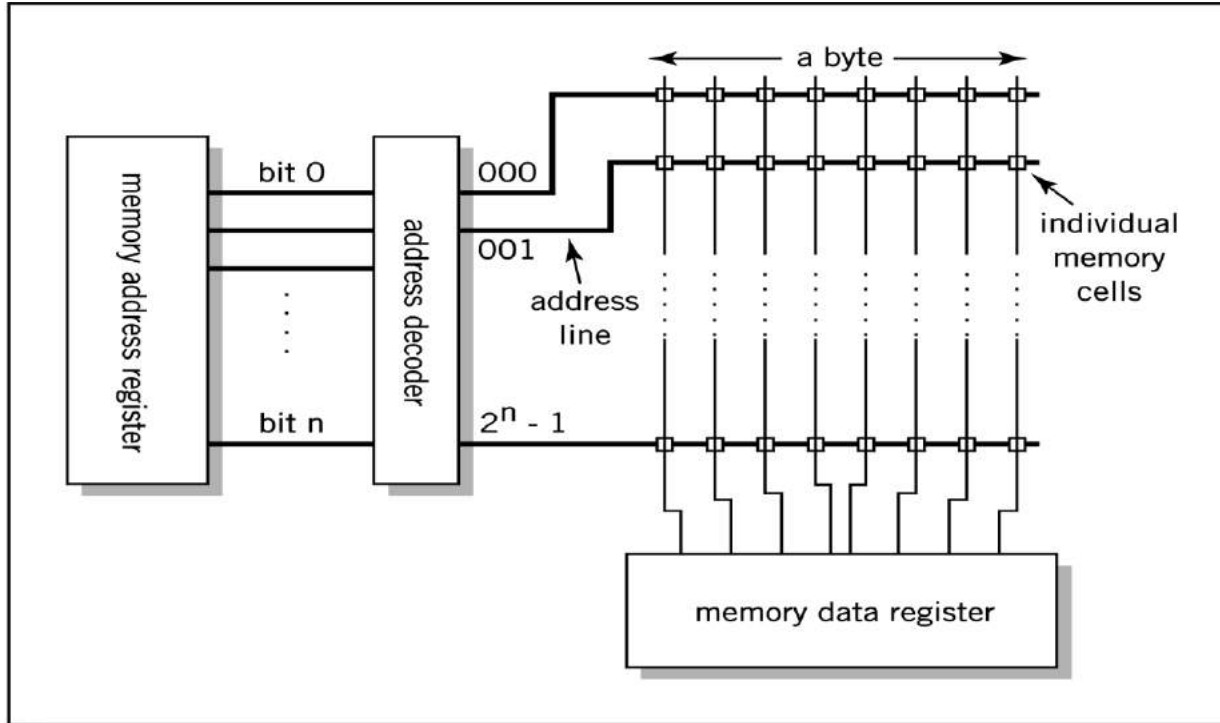 a byte
bit 0
000
001
individual
memory
cells
address
line
memory address register
address decoder
bit n
2ⁿ - 1
memory data register